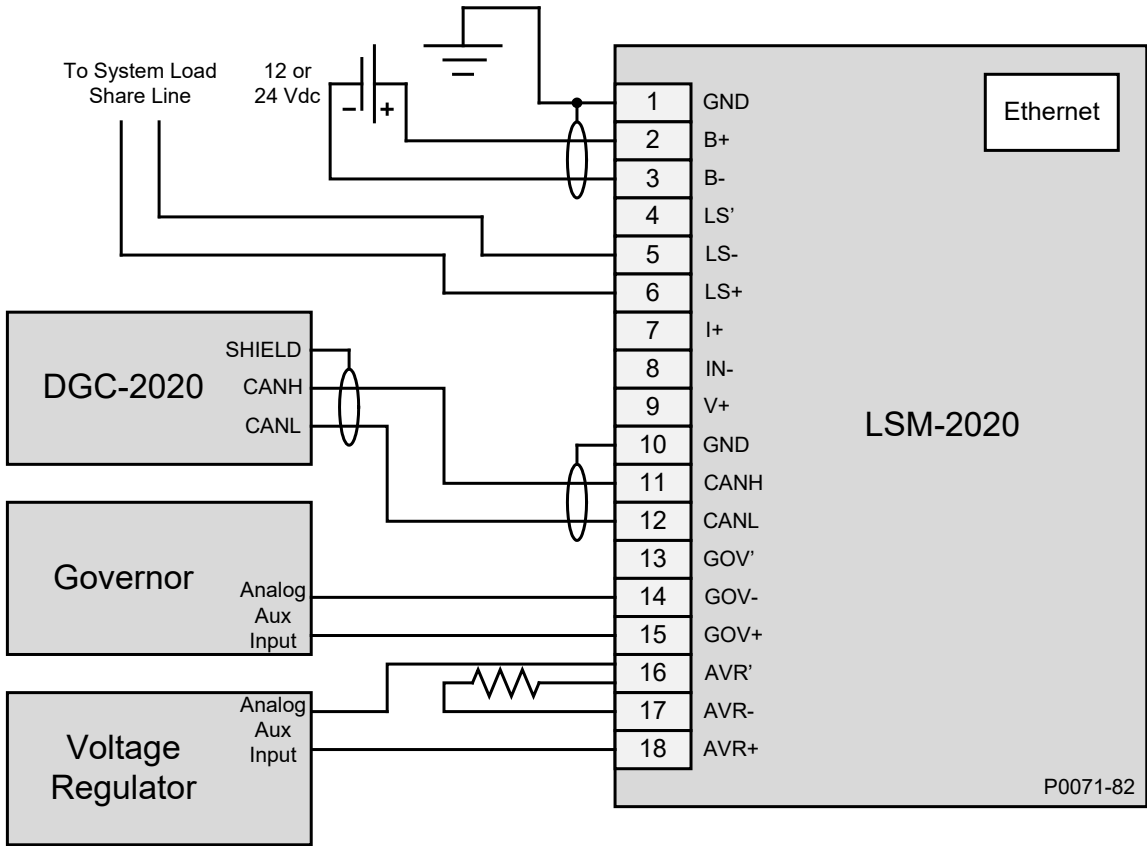 To System Load
Share Line
12 or
24 Vdc
− +
Ethernet
1 GND
2 B+
3 B-
4 LS’
5 LS-
6 LS+
7 I+
8 IN-
9 V+
10 GND
11 CANH
12 CANL
13 GOV’
14 GOV-
15 GOV+
16 AVR’
17 AVR-
18 AVR+
LSM-2020
P0071-82
DGC-2020
SHIELD
CANH
CANL
Governor
Analog
Aux
Input
Voltage
Regulator
Analog
Aux
Input